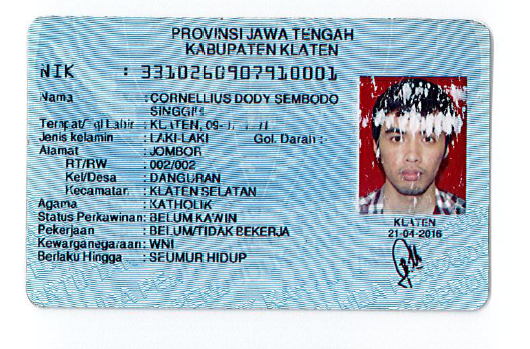 PROVINSI JAWA TENGAH
KABUPATEN KLATEN
NIK : 3310260907910001
Nama : CORNELLIUS DODY SEMBODO
Tempat/Tgl Lahir : KLATEN, 09-
Jenis kelamin : LAKI-LAKI Gol. Darah : -
Alamat : JOMBOR
RT/RW : 002/002
Kel/Desa : DANGURAN
Kecamatan : KLATEN SELATAN
Agama : KATHOLIK
Status Perkawinan: BELUM KAWIN
Pekerjaan : BELUM/TIDAK BEKERJA
Kewarganegaraan: WNI
Berlaku Hingga : SEUMUR HIDUP
KLATEN
21-04-2016